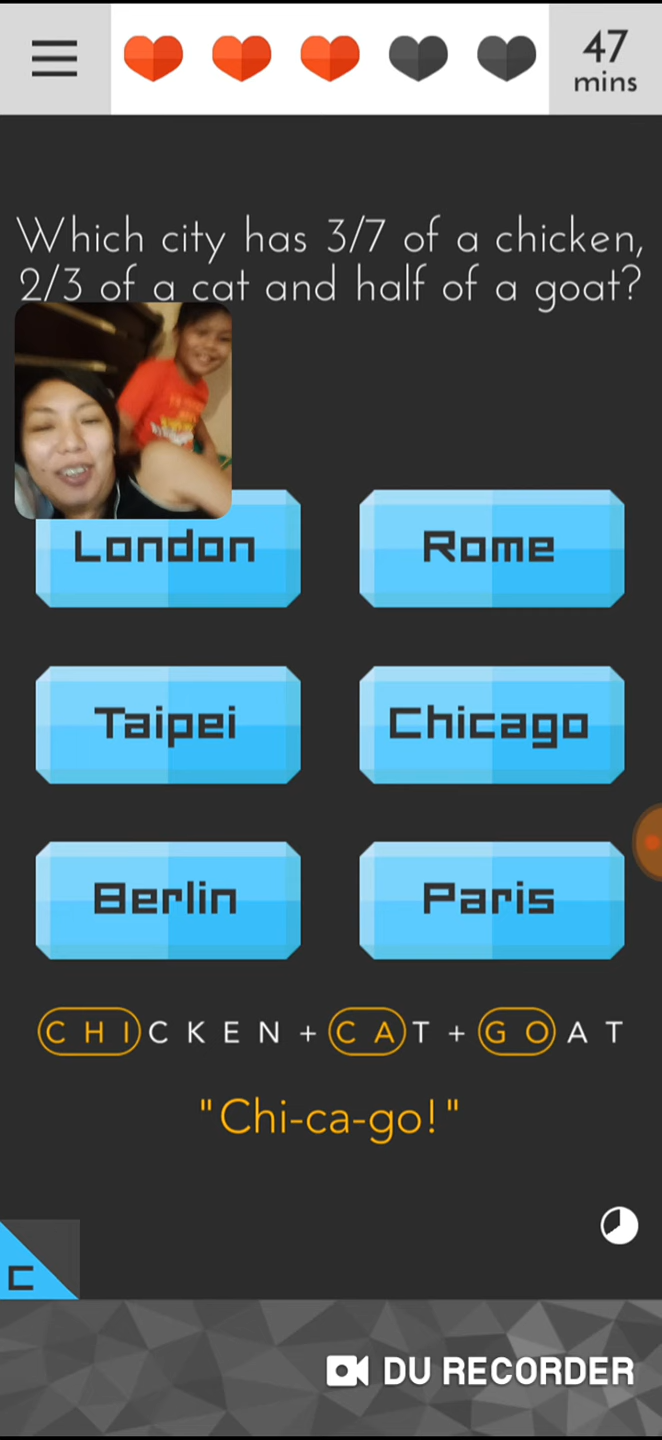 47
mins
Which city has 3/7 of a chicken,
2/3 of a cat and half of a goat?
London
Rome
Taipei
Chicago
Berlin
Paris
CHICKEN + CAT + GOAT
"Chi-ca-go!"
C
DU RECORDER